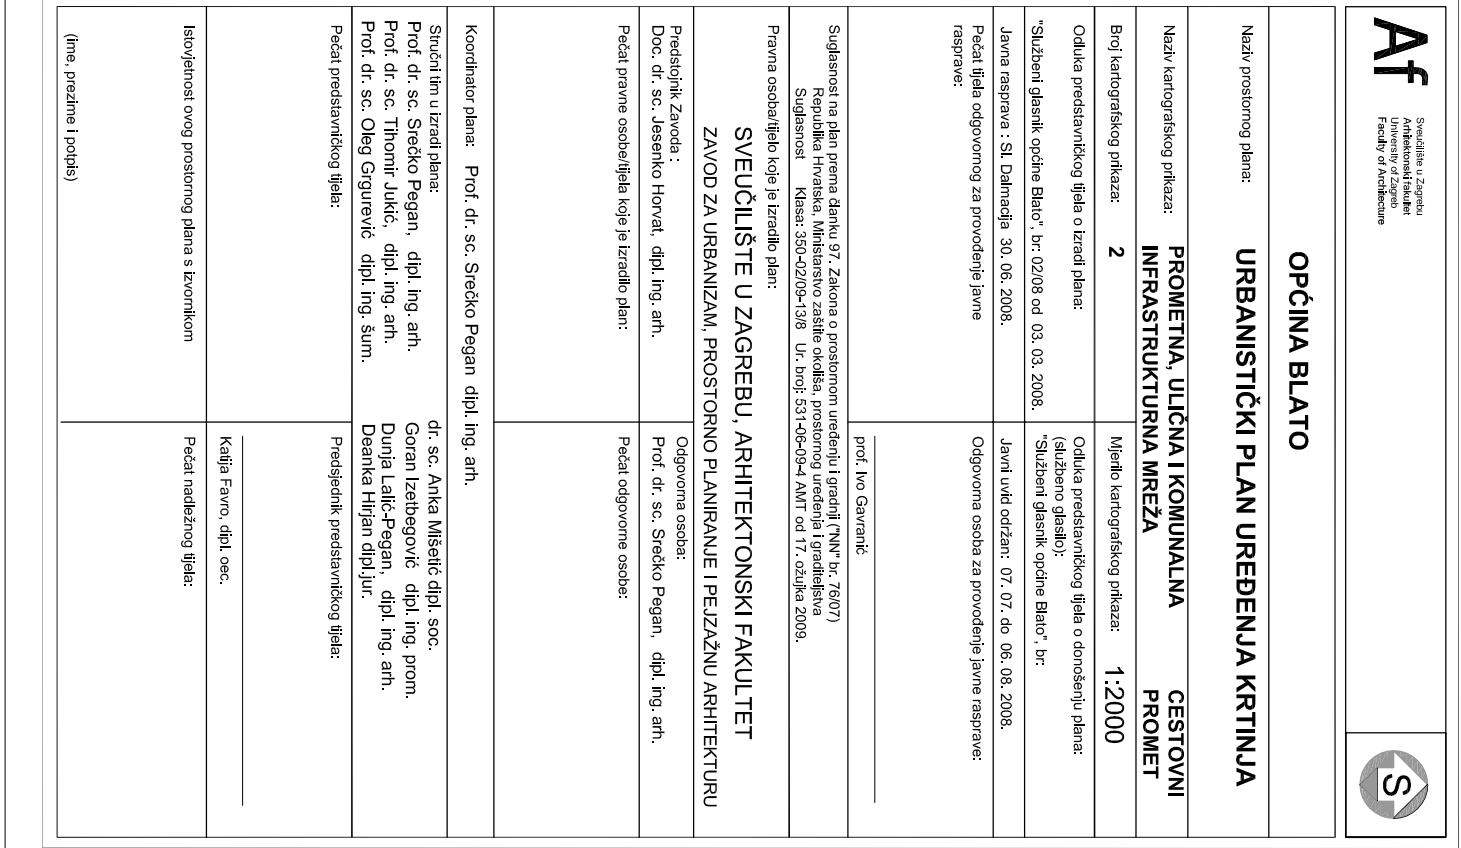 Af
Sveučilište u Zagrebu
Arhitektonski fakultet
University of Zagreb
Faculty of Architecture
S
OPĆINA BLATO
Naziv prostornog plana:
URBANISTIČKI PLAN UREĐENJA KRTINJA
Naziv kartografskog prikaza:
PROMETNA, ULIČNA I KOMUNALNA
INFRASTRUKTURNA MREŽA
CESTOVNI
PROMET
Broj kartografskog prikaza:
2
Mjerilo kartografskog prikaza:
1:2000
Odluka predstavničkog tijela o izradi plana:
"Službeni glasnik općine Blato", br: 02/08 od 03. 03. 2008.
Odluka predstavničkog tijela o donošenju plana:
(službeno glasilo):
"Službeni glasnik općine Blato", br:
Javna rasprava : Sl. Dalmacija 30. 06. 2008.
Javni uvid održan: 07. 07. do 06. 08. 2008.
Pečat tijela odgovornog za provođenje javne
rasprave:
Odgovorna osoba za provođenje javne rasprave:
prof. Ivo Gavranić
Suglasnost na plan prema članku 97. Zakona o prostornom uređenju i gradnji ("NN" br. 76/07)
Republika Hrvatska, Ministarstvo zaštite okoliša, prostornog uređenja i graditeljstva
Suglasnost Klasa: 350-02/09-13/8 Ur. broj: 531-06-09-4 AMT od 17. ožujka 2009.
Pravna osoba/tijelo koje je izradilo plan:
SVEUČILIŠTE U ZAGREBU, ARHITEKTONSKI FAKULTET
ZAVOD ZA URBANIZAM, PROSTORNO PLANIRANJE I PEJZAŽNU ARHITEKTURU
Predstojnik Zavoda :
Doc. dr. sc. Jesenko Horvat, dipl. ing. arh.
Odgovorna osoba:
Prof. dr. sc. Srečko Pegan, dipl. ing. arh.
Pečat pravne osobe/tijela koje je izradilo plan:
Pečat odgovorne osobe:
Koordinator plana: Prof. dr. sc. Srečko Pegan dipl. ing. arh.
Stručni tim u izradi plana:
Prof. dr. sc. Srečko Pegan, dipl. ing. arh.
Prof. dr. sc. Tihomir Jukić, dipl. ing. arh.
Prof. dr. sc. Oleg Grgurević dipl. ing. šum.
dr. sc. Anka Mišetić dipl. soc.
Goran Izetbegović dipl. ing. prom.
Dunja Lalić-Pegan, dipl. ing. arh.
Deanka Hirjan dipl.jur.
Pečat predstavničkog tijela:
Predsjednik predstavničkog tijela:
Katija Favro, dipl. oec.
Istovjetnost ovog prostornog plana s izvornikom
(ime, prezime i potpis)
Pečat nadležnog tijela: